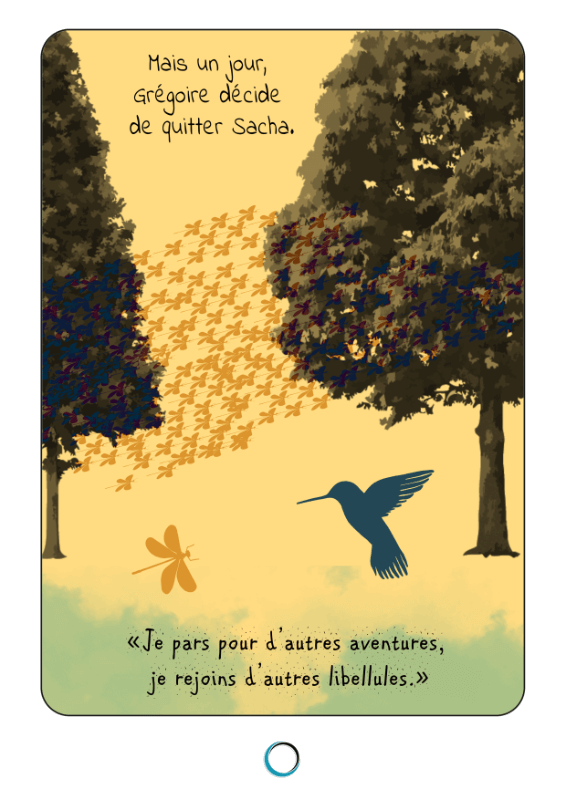 Mais un jour,
Grégoire décide
de quitter Sacha.
«Je pars pour d'autres aventures,
je rejoins d'autres libellules.»